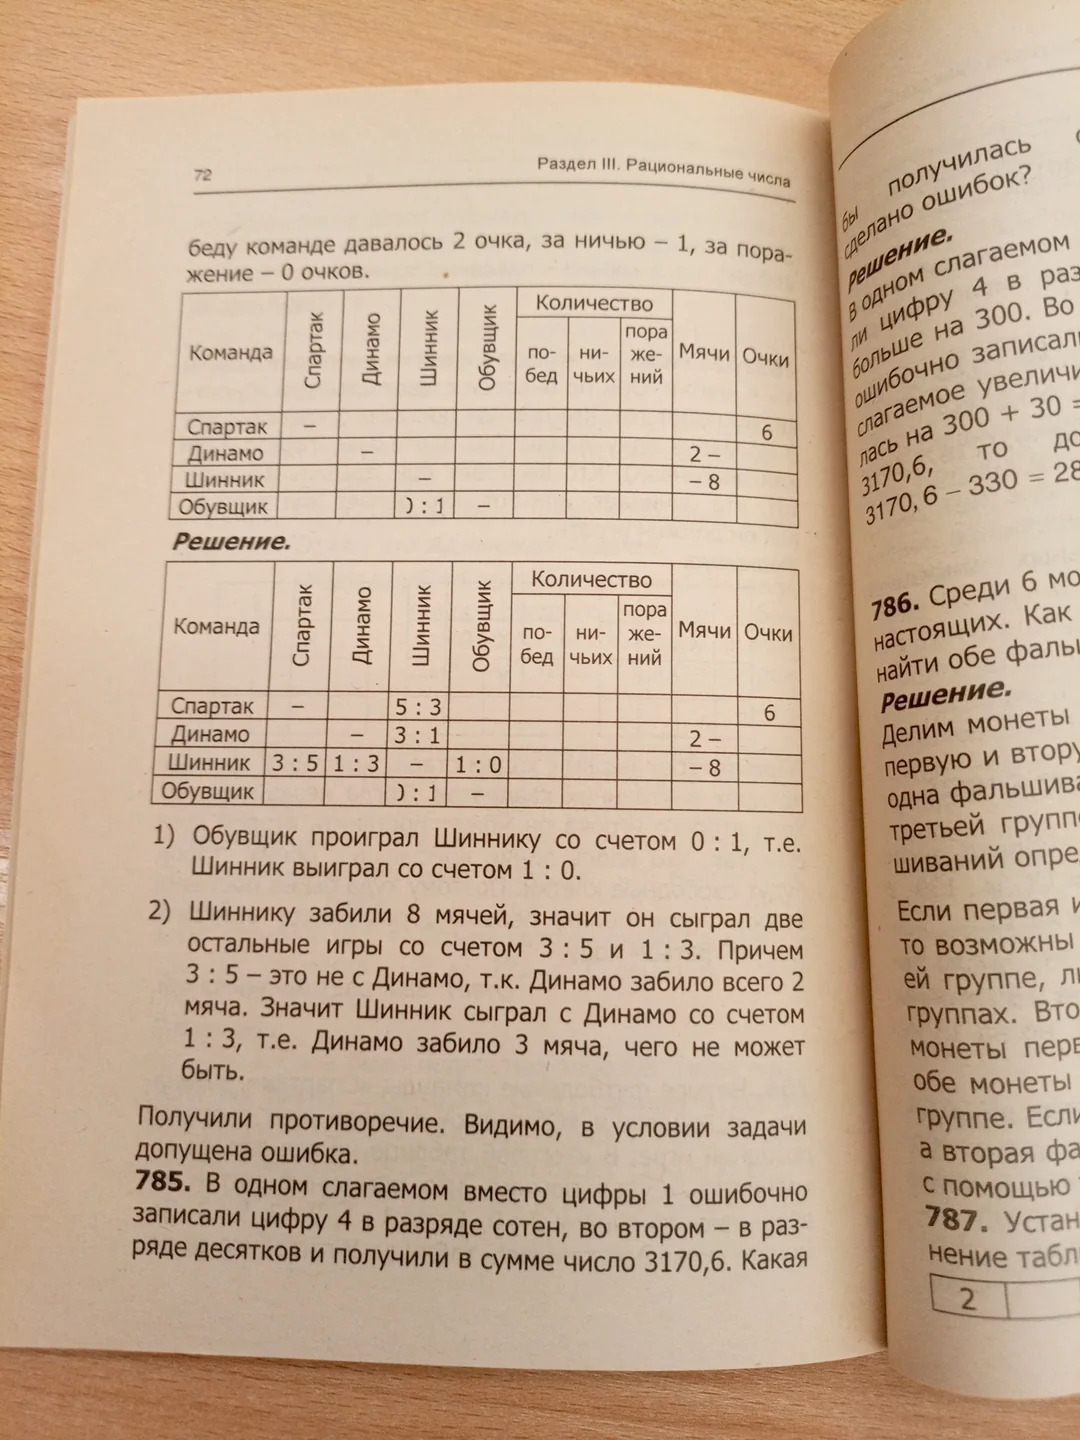 72
Раздел III. Рациональные числа
беду команде давалось 2 очка, за ничью – 1, за пора-
жение – 0 очков.
Команда Спартак Динамо Шинник Обувщик Количество Мячи Очки
по-бед ни-чьих пора же-ний
Спартак – 6
Динамо – 2 –
Шинник – – 8
Обувщик ) : 1 –
Решение.
Команда Спартак Динамо Шинник Обувщик Количество Мячи Очки
по-бед ни-чьих пора же-ний
Спартак – 5 : 3 6
Динамо – 3 : 1 2 –
Шинник 3 : 5 1 : 3 – 1 : 0 – 8
Обувщик ) : 1 –
1) Обувщик проиграл Шиннику со счетом 0 : 1, т.е.
Шинник выиграл со счетом 1 : 0.
2) Шиннику забили 8 мячей, значит он сыграл две
остальные игры со счетом 3 : 5 и 1 : 3. Причем
3 : 5 – это не с Динамо, т.к. Динамо забило всего 2
мяча. Значит Шинник сыграл с Динамо со счетом
1 : 3, т.е. Динамо забило 3 мяча, чего не может
быть.
Получили противоречие. Видимо, в условии задачи
допущена ошибка.
785. В одном слагаемом вместо цифры 1 ошибочно
записали цифру 4 в разряде сотен, во втором – в раз-
ряде десятков и получили в сумме число 3170,6. Какая
бы получилась
сделано ошибок?
Решение.
В одном слагаемом
ли цифру 4 в раз
больше на 300. Во
ошибочно записал
слагаемое увеличи
лась на 300 + 30 =
3170,6, то до
3170, 6 – 330 = 28
786. Среди 6 мо
настоящих. Как
найти обе фаль
Решение.
Делим монеты
первую и втору
одна фальшива
третьей групп
шиваний опре
Если первая и
то возможны
ей группе, л
группах. Вто
монеты перв
обе монеты
группе. Если
а вторая фа
с помощью
787. Устан
нение табл
2